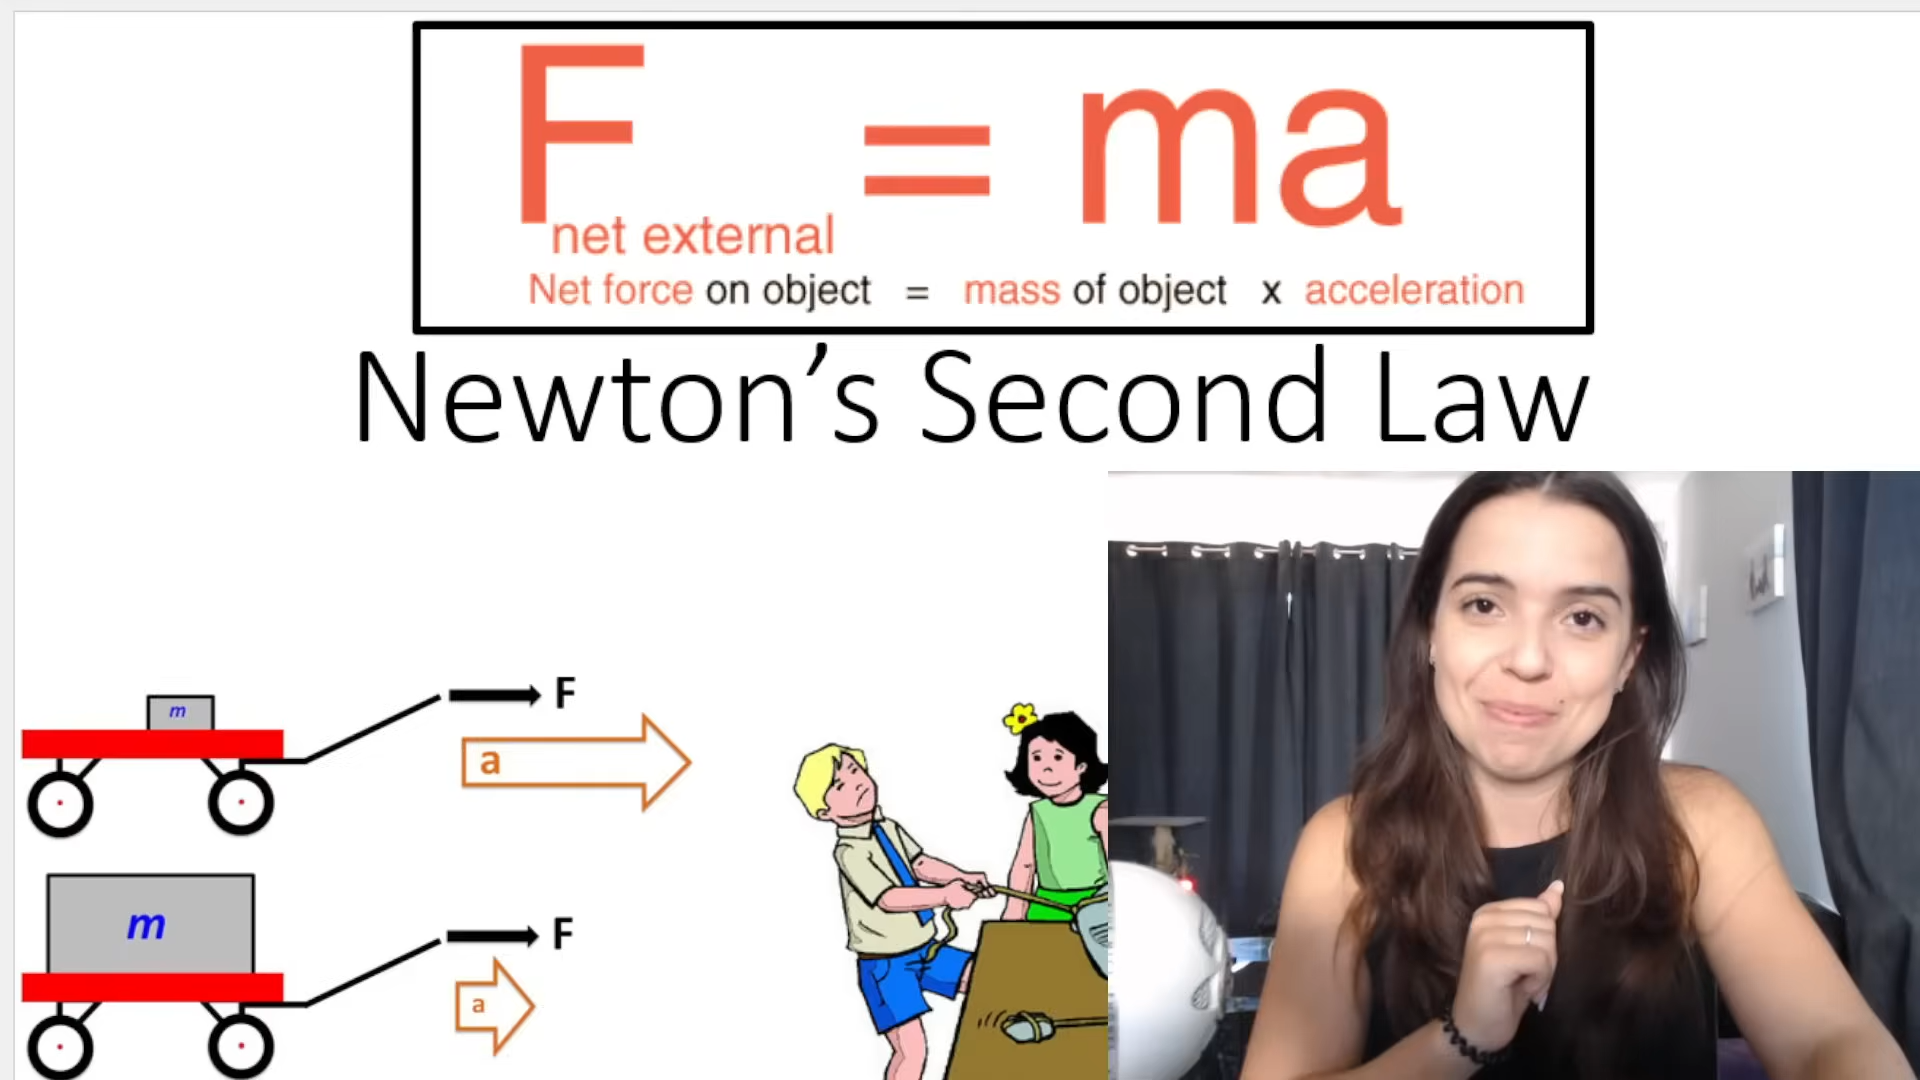 F net external = ma
Net force on object = mass of object x acceleration
Newton's Second Law
m
F
a
m
F
a